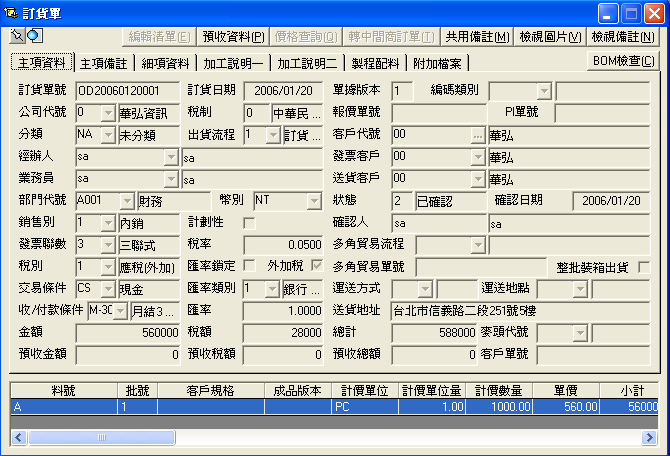 訂貨單
編輯清單(E) 預收資料(P) 價格查詢(Q) 轉中間商訂單(T) 共用備註(M) 檢視圖片(V) 檢視備註(N)
主項資料 主項備註 細項資料 加工說明一 加工說明二 製程配料 附加檔案 BOM檢查(C)
訂貨單號 OD20060120001 訂貨日期 2006/01/20 單據版本 1 編碼類別
公司代號 0 華弘資訊 稅制 0 中華民 ... 報價單號 PI單號
分類 NA 未分類 出貨流程 1 訂貨 ... 客戶代號 00 ... 華弘
經辦人 sa sa 發票客戶 00 華弘
業務員 sa sa 送貨客戶 00 華弘
部門代號 A001 財務 幣別 NT 狀態 2 已確認 確認日期 2006/01/20
銷售別 1 內銷 計劃性 確認人 sa sa
發票聯數 3 三聯式 稅率 0.0500 多角貿易流程
稅別 1 應稅(外加) 匯率鎖定 外加稅 多角貿易單號 整批裝箱出貨
交易條件 CS 現金 匯率類別 1 銀行 ... 運送方式 運送地點
收/付款條件 M-30 月結3 ... 匯率 1.0000 送貨地址 台北市信義路二段251號5樓
金額 560000 稅額 28000 總計 588000 麥頭代號
預收金額 0 預收稅額 0 預收總額 0 客戶單號
料號 批號 客戶規格 成品版本 計價單位 計價單位量 計價數量 單價 小計
A 1 PC 1.00 1000.00 560.00 56000